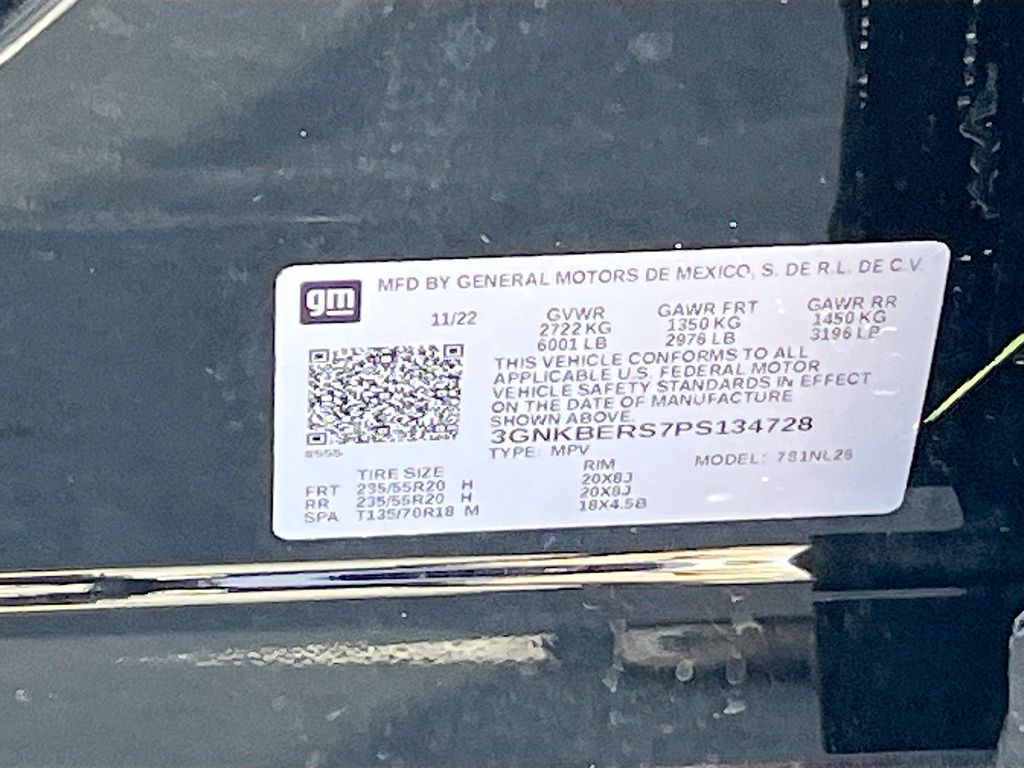 gm
MFD BY GENERAL MOTORS DE MEXICO, S. DE R.L. DE C.V.
11/22
GVWR
2722 KG
6001 LB
GAWR FRT
1350 KG
2976 LB
GAWR RR
1450 KG
3196 LB
THIS VEHICLE CONFORMS TO ALL
APPLICABLE U.S. FEDERAL MOTOR
VEHICLE SAFETY STANDARDS IN EFFECT
ON THE DATE OF MANUFACTURE
SHOWN ABOVE.
3GNKBERS7PS134728
TYPE: MPV
MODEL:
TIRE SIZE
RIM
FRT 235/55R20 H 20X8J
RR 235/55R20 H 20X8J
SPA T135/70R18 M 18X4.5B